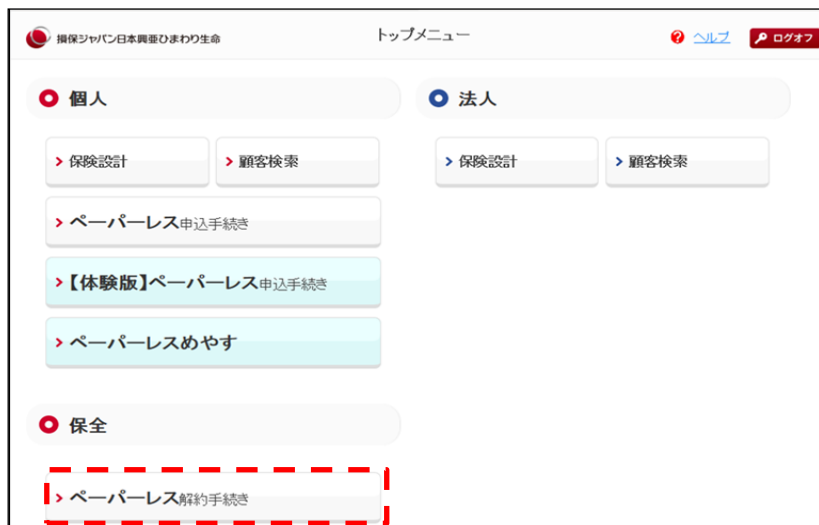 損保ジャパン日本興亜ひまわり生命 トップメニュー ? ヘルプ ログオフ
個人
法人
保険設計 顧客検索
保険設計 顧客検索
ペーパーレス申込手続き
【体験版】ペーパーレス申込手続き
ペーパーレスめやす
保全
ペーパーレス解約手続き